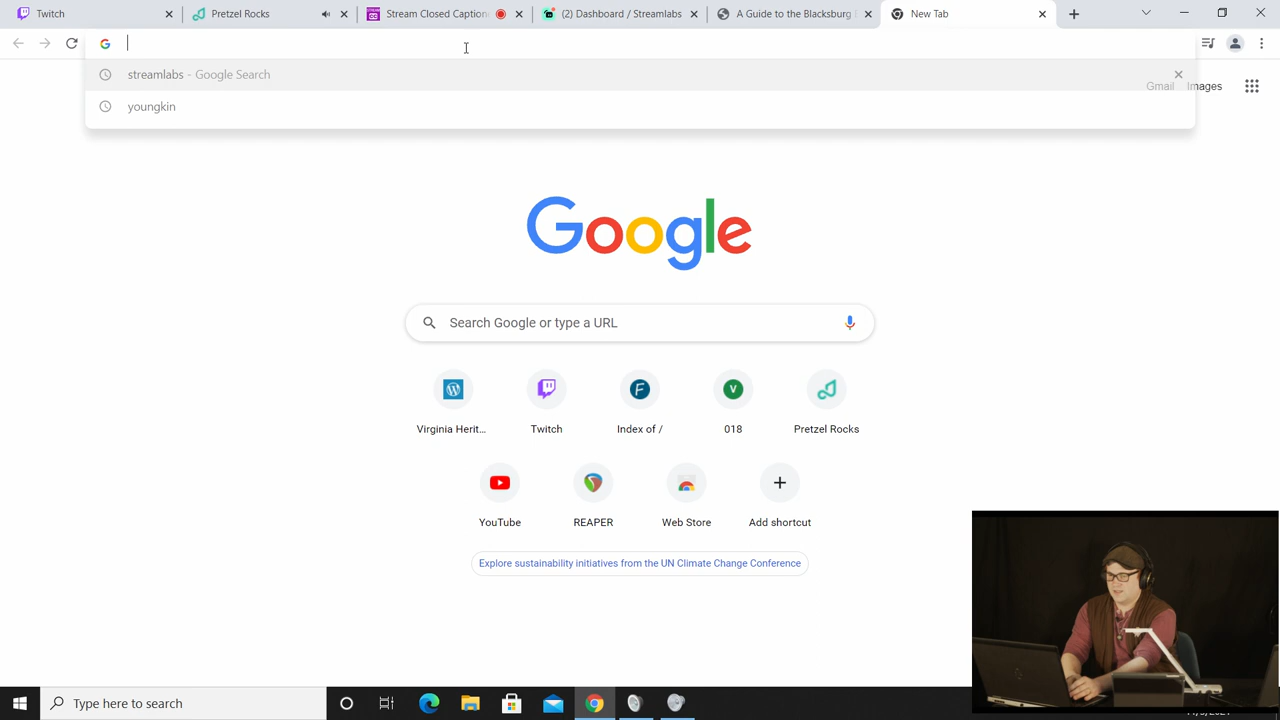 Twitch
Pretzel Rocks
Stream Closed Caption
(2) Dashboard / Streamlabs
A Guide to the Blacksburg E
New Tab
streamlabs - Google Search
youngkin
Gmail Images
Google
Search Google or type a URL
Virginia Herit...
Twitch
Index of /
018
Pretzel Rocks
YouTube
REAPER
Web Store
Add shortcut
Explore sustainability initiatives from the UN Climate Change Conference
Type here to search